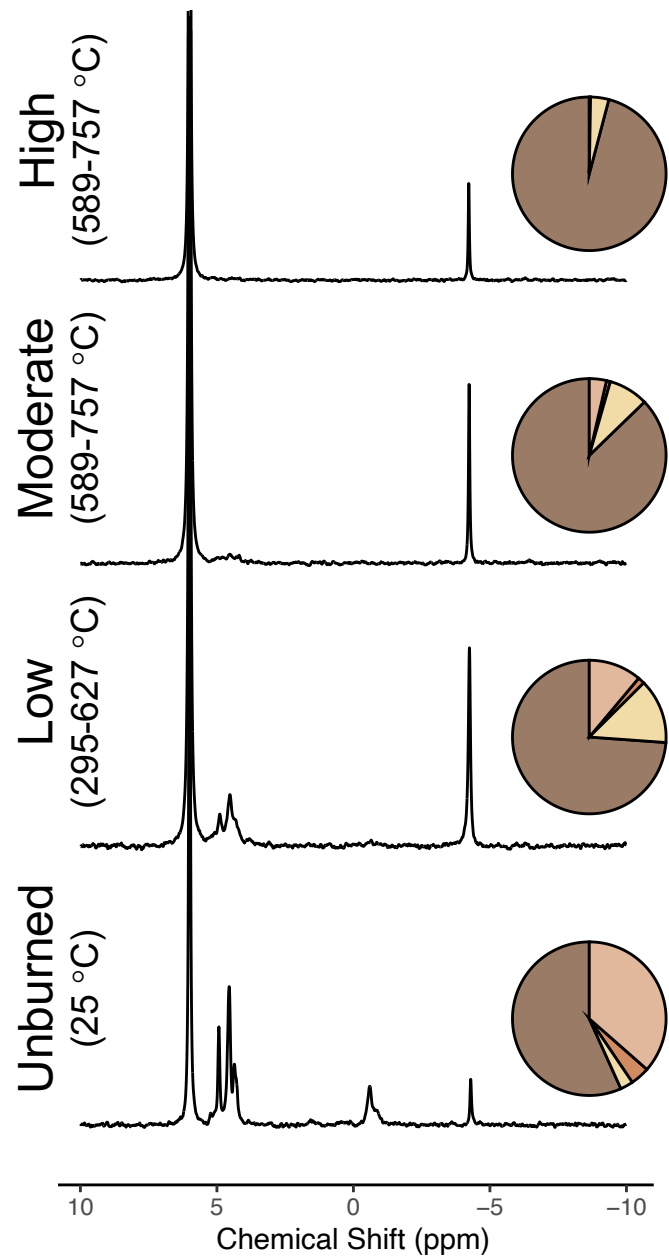 High
(589-757 °C)
Moderate
(589-757 °C)
Low
(295-627 °C)
Unburned
(25 °C)
10 5 0 −5 −10
Chemical Shift (ppm)